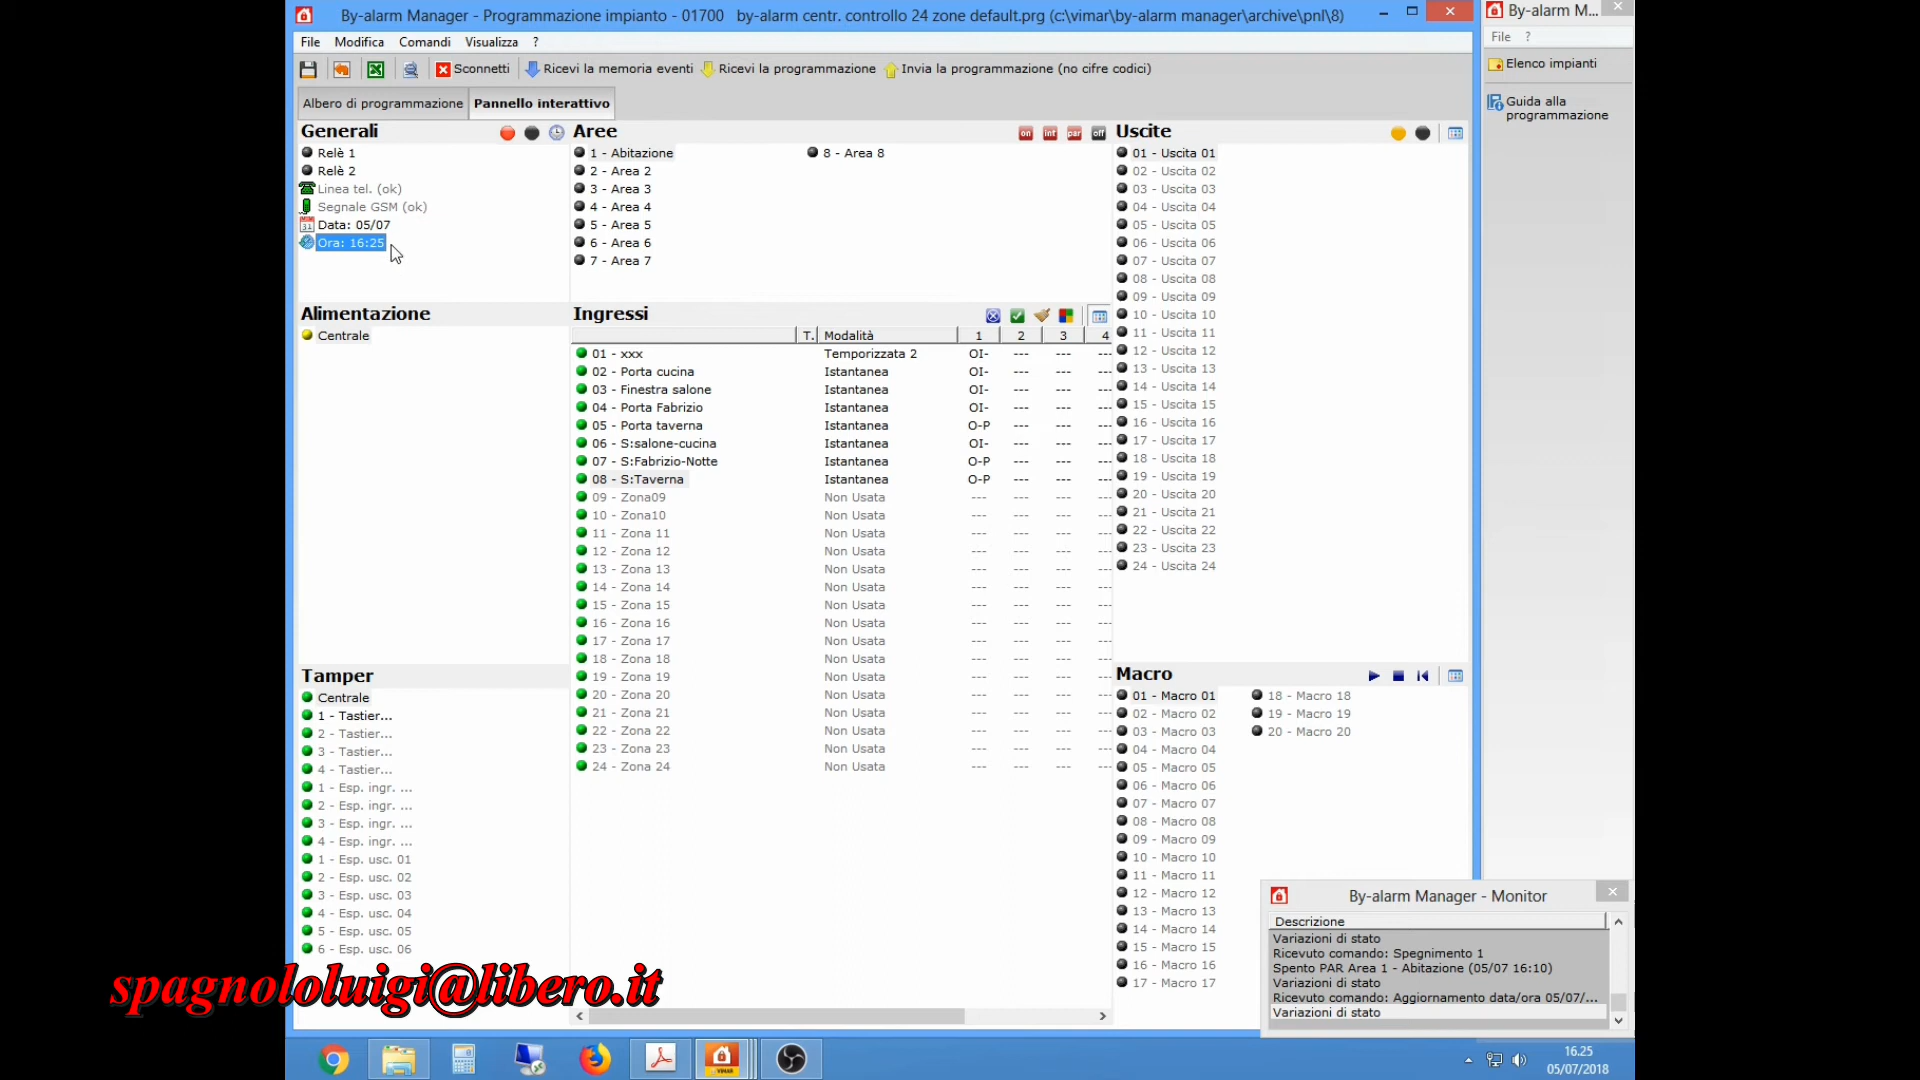 By-alarm Manager - Programmazione impianto - 01700   by-alarm centr. controllo 24 zone default.prg (c:\vimar\by-alarm manager\archive\pnl\8)
By-alarm M...
File Modifica Comandi Visualizza ?
File ?
Sconnetti Ricevi la memoria eventi Ricevi la programmazione Invia la programmazione (no cifre codici)
Elenco impianti
Guida alla
programmazione
Albero di programmazione Pannello interattivo
Generali
Relè 1
Relè 2
Linea tel. (ok)
Segnale GSM (ok)
Data: 05/07
Ora: 16:25
Aree
on int par off
1 - Abitazione
2 - Area 2
3 - Area 3
4 - Area 4
5 - Area 5
6 - Area 6
7 - Area 7
8 - Area 8
Uscite
01 - Uscita 01
02 - Uscita 02
03 - Uscita 03
04 - Uscita 04
05 - Uscita 05
06 - Uscita 06
07 - Uscita 07
08 - Uscita 08
09 - Uscita 09
10 - Uscita 10
11 - Uscita 11
12 - Uscita 12
13 - Uscita 13
14 - Uscita 14
15 - Uscita 15
16 - Uscita 16
17 - Uscita 17
18 - Uscita 18
19 - Uscita 19
20 - Uscita 20
21 - Uscita 21
22 - Uscita 22
23 - Uscita 23
24 - Uscita 24
Alimentazione
Centrale
Ingressi
T. Modalità 1 2 3 4
01 - xxx Temporizzata 2 OI- --- --- ---
02 - Porta cucina Istantanea OI- --- --- ---
03 - Finestra salone Istantanea OI- --- --- ---
04 - Porta Fabrizio Istantanea OI- --- --- ---
05 - Porta taverna Istantanea O-P --- --- ---
06 - S:salone-cucina Istantanea OI- --- --- ---
07 - S:Fabrizio-Notte Istantanea O-P --- --- ---
08 - S:Taverna Istantanea O-P --- --- ---
09 - Zona09 Non Usata --- --- --- ---
10 - Zona10 Non Usata --- --- --- ---
11 - Zona 11 Non Usata --- --- --- ---
12 - Zona 12 Non Usata --- --- --- ---
13 - Zona 13 Non Usata --- --- --- ---
14 - Zona 14 Non Usata --- --- --- ---
15 - Zona 15 Non Usata --- --- --- ---
16 - Zona 16 Non Usata --- --- --- ---
17 - Zona 17 Non Usata --- --- --- ---
18 - Zona 18 Non Usata --- --- --- ---
19 - Zona 19 Non Usata --- --- --- ---
20 - Zona 20 Non Usata --- --- --- ---
21 - Zona 21 Non Usata --- --- --- ---
22 - Zona 22 Non Usata --- --- --- ---
23 - Zona 23 Non Usata --- --- --- ---
24 - Zona 24 Non Usata --- --- --- ---
Tamper
Centrale
1 - Tastier...
2 - Tastier...
3 - Tastier...
4 - Tastier...
1 - Esp. ingr. ...
2 - Esp. ingr. ...
3 - Esp. ingr. ...
4 - Esp. ingr. ...
1 - Esp. usc. 01
2 - Esp. usc. 02
3 - Esp. usc. 03
4 - Esp. usc. 04
5 - Esp. usc. 05
6 - Esp. usc. 06
Macro
01 - Macro 01
02 - Macro 02
03 - Macro 03
04 - Macro 04
05 - Macro 05
06 - Macro 06
07 - Macro 07
08 - Macro 08
09 - Macro 09
10 - Macro 10
11 - Macro 11
12 - Macro 12
13 - Macro 13
14 - Macro 14
15 - Macro 15
16 - Macro 16
17 - Macro 17
18 - Macro 18
19 - Macro 19
20 - Macro 20
By-alarm Manager - Monitor
Descrizione
Variazioni di stato
Ricevuto comando: Spegnimento 1
Spento PAR Area 1 - Abitazione (05/07 16:10)
Variazioni di stato
Ricevuto comando: Aggiornamento data/ora 05/07/...
Variazioni di stato
spagnololuigi@libero.it
VIMAR
16.25
05/07/2018